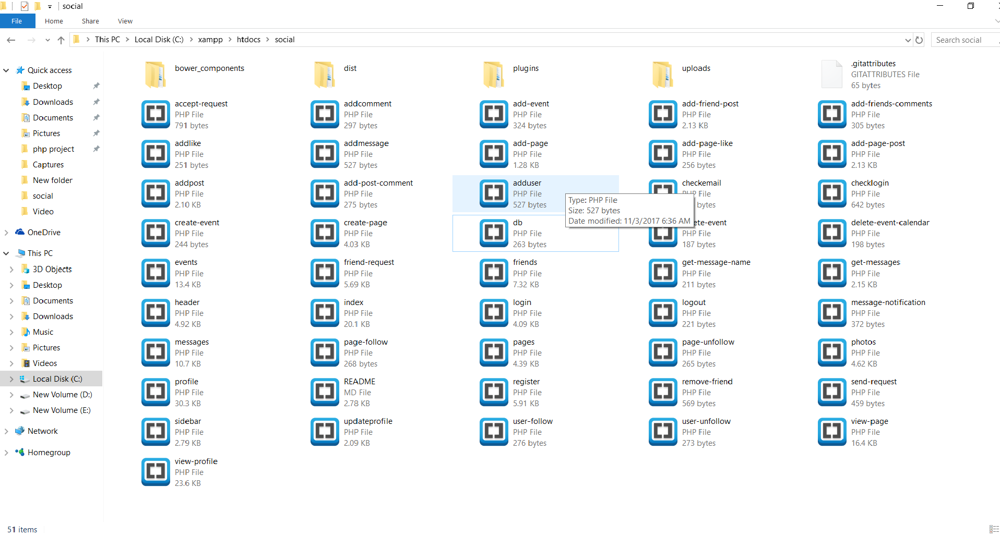 social
File Home Share View
This PC Local Disk (C:) xampp htdocs social
Search social
Quick access
Desktop
Downloads
Documents
Pictures
php project
Captures
New folder
social
Video
OneDrive
This PC
3D Objects
Desktop
Documents
Downloads
Music
Pictures
Videos
Local Disk (C:)
New Volume (D:)
New Volume (E:)
Network
Homegroup
bower_components
dist
plugins
uploads
.gitattributes
GITATTRIBUTES File
65 bytes
accept-request
PHP File
791 bytes
addcomment
PHP File
297 bytes
add-event
PHP File
324 bytes
add-friend-post
PHP File
2.13 KB
add-friends-comments
PHP File
305 bytes
addlike
PHP File
251 bytes
addmessage
PHP File
527 bytes
add-page
PHP File
1.28 KB
add-page-like
PHP File
256 bytes
add-page-post
PHP File
2.13 KB
addpost
PHP File
2.10 KB
add-post-comment
PHP File
275 bytes
adduser
PHP File
527 bytes
Type: PHP File
Size: 527 bytes
Date modified: 11/3/2017 6:36 AM
checkemail
PHP File
bytes
checklogin
PHP File
642 bytes
create-event
PHP File
244 bytes
create-page
PHP File
4.03 KB
db
PHP File
263 bytes
ete-event
PHP File
187 bytes
delete-event-calendar
PHP File
198 bytes
events
PHP File
13.4 KB
friend-request
PHP File
5.69 KB
friends
PHP File
7.32 KB
get-message-name
PHP File
211 bytes
get-messages
PHP File
2.15 KB
header
PHP File
4.92 KB
index
PHP File
20.1 KB
login
PHP File
4.09 KB
logout
PHP File
221 bytes
message-notification
PHP File
372 bytes
messages
PHP File
10.7 KB
page-follow
PHP File
268 bytes
pages
PHP File
4.39 KB
page-unfollow
PHP File
265 bytes
photos
PHP File
4.62 KB
profile
PHP File
30.3 KB
README
MD File
2.78 KB
register
PHP File
5.91 KB
remove-friend
PHP File
569 bytes
send-request
PHP File
459 bytes
sidebar
PHP File
2.79 KB
updateprofile
PHP File
2.09 KB
user-follow
PHP File
276 bytes
user-unfollow
PHP File
273 bytes
view-page
PHP File
16.4 KB
view-profile
PHP File
23.6 KB
51 items